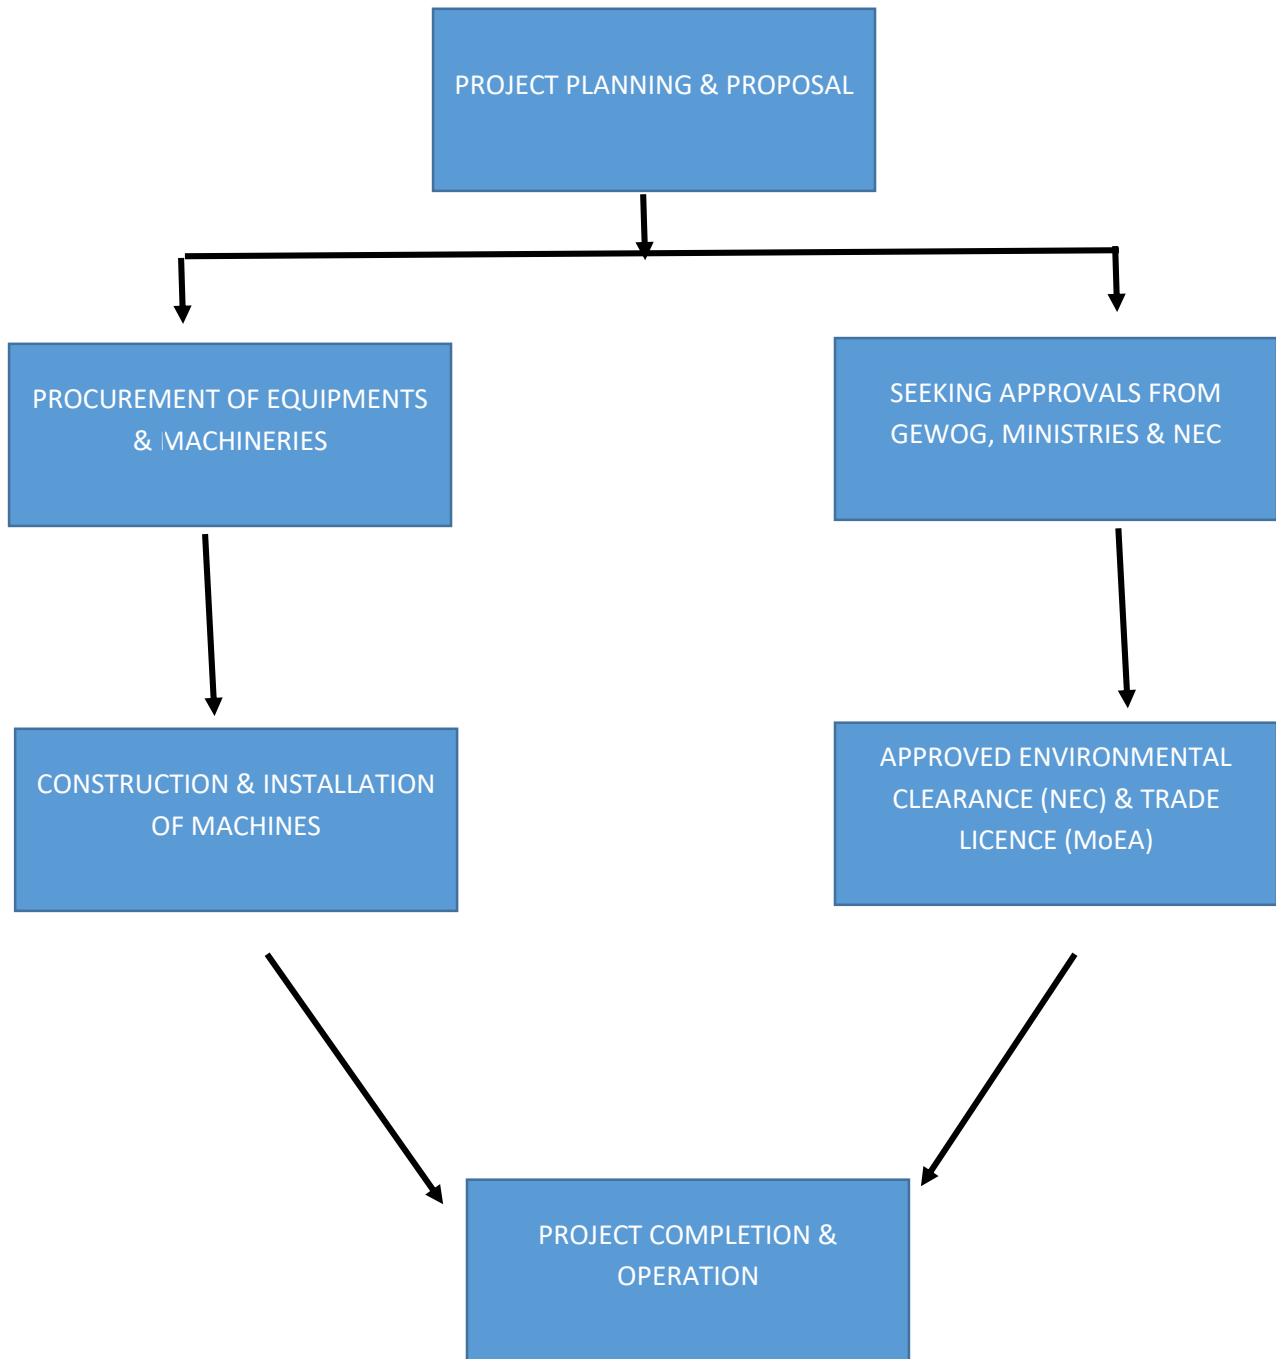 PROJECT PLANNING & PROPOSAL
PROCUREMENT OF EQUIPMENTS
& MACHINERIES
SEEKING APPROVALS FROM
GEWOG, MINISTRIES & NEC
CONSTRUCTION & INSTALLATION
OF MACHINES
APPROVED ENVIRONMENTAL
CLEARANCE (NEC) & TRADE
LICENCE (MoEA)
PROJECT COMPLETION &
OPERATION